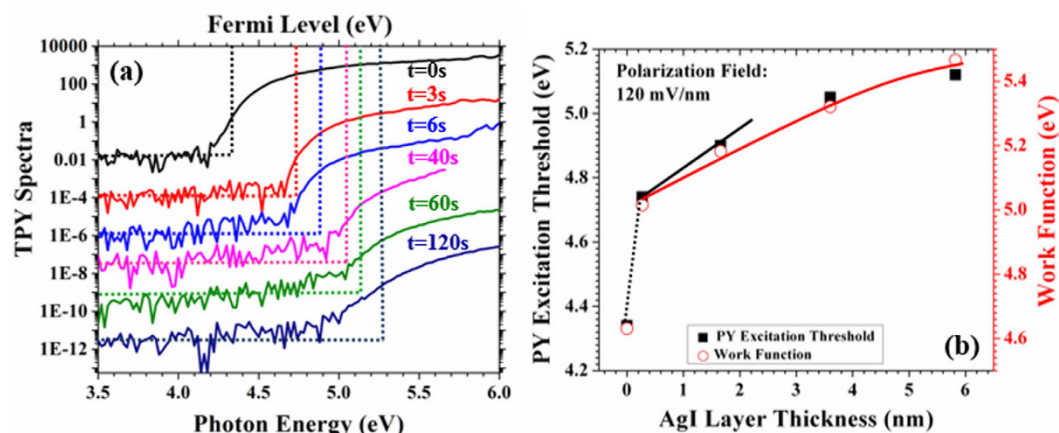 Fermi Level (eV)
10000
100
1
0.01
1E-4
1E-6
1E-8
1E-10
1E-12
TPY Spectra
(a)
t=0s
t=3s
t=6s
t=40s
t=60s
t=120s
3.5 4.0 4.5 5.0 5.5 6.0
Photon Energy (eV)
5.2
5.0
4.8
4.6
4.4
4.2
PY Excitation Threshold (eV)
Polarization Field:
120 mV/nm
PY Excitation Threshold
Work Function
(b)
0 1 2 3 4 5 6
AgI Layer Thickness (nm)
5.4
5.2
5.0
4.8
4.6
Work Function (eV)